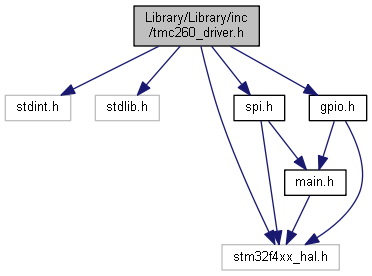 Library/Library/inc
/tmc260_driver.h
stdint.h
stdlib.h
spi.h
gpio.h
main.h
stm32f4xx_hal.h